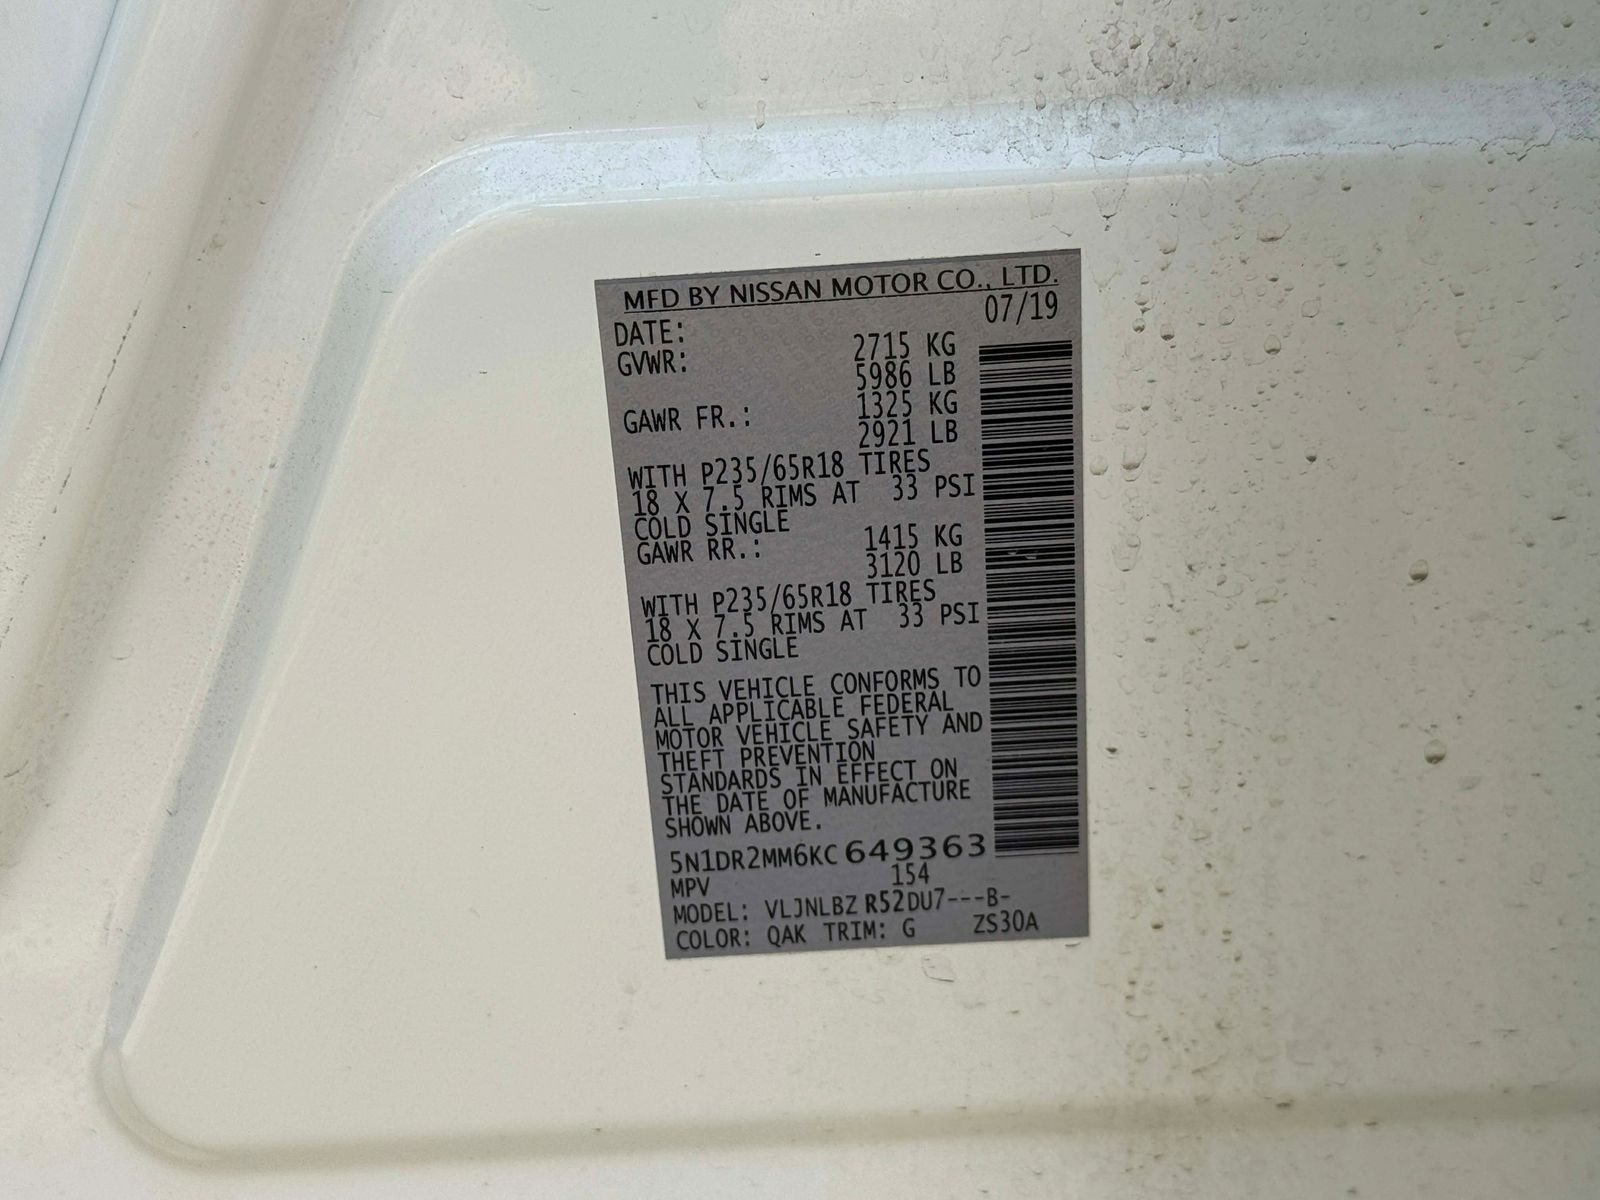 MFD BY NISSAN MOTOR CO., LTD.
DATE: 07/19
GVWR: 2715 KG
5986 LB
GAWR FR.: 1325 KG
2921 LB
WITH P235/65R18 TIRES
18 X 7.5 RIMS AT 33 PSI
COLD SINGLE
GAWR RR.: 1415 KG
3120 LB
WITH P235/65R18 TIRES
18 X 7.5 RIMS AT 33 PSI
COLD SINGLE
THIS VEHICLE CONFORMS TO
ALL APPLICABLE FEDERAL
MOTOR VEHICLE SAFETY AND
THEFT PREVENTION
STANDARDS IN EFFECT ON
THE DATE OF MANUFACTURE
SHOWN ABOVE.
5N1DR2MM6KC649363
MPV 154
MODEL: VLJNLBZ R52DU7---B-
COLOR: QAK TRIM: G ZS30A